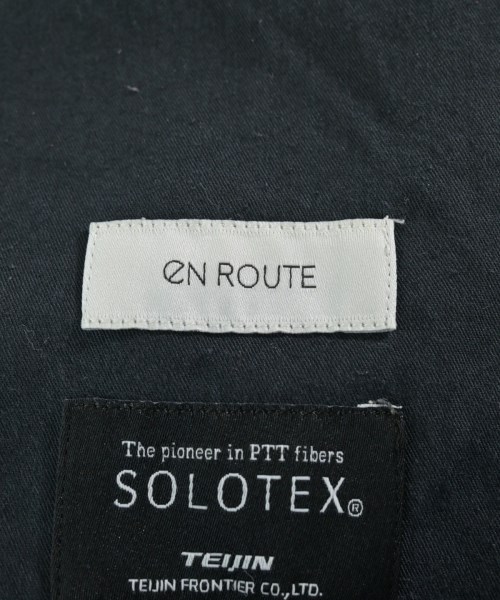 eN ROUTE
The pioneer in PTT fibers
SOLOTEX®
TEIJIN
TEIJIN FRONTIER CO.,LTD.